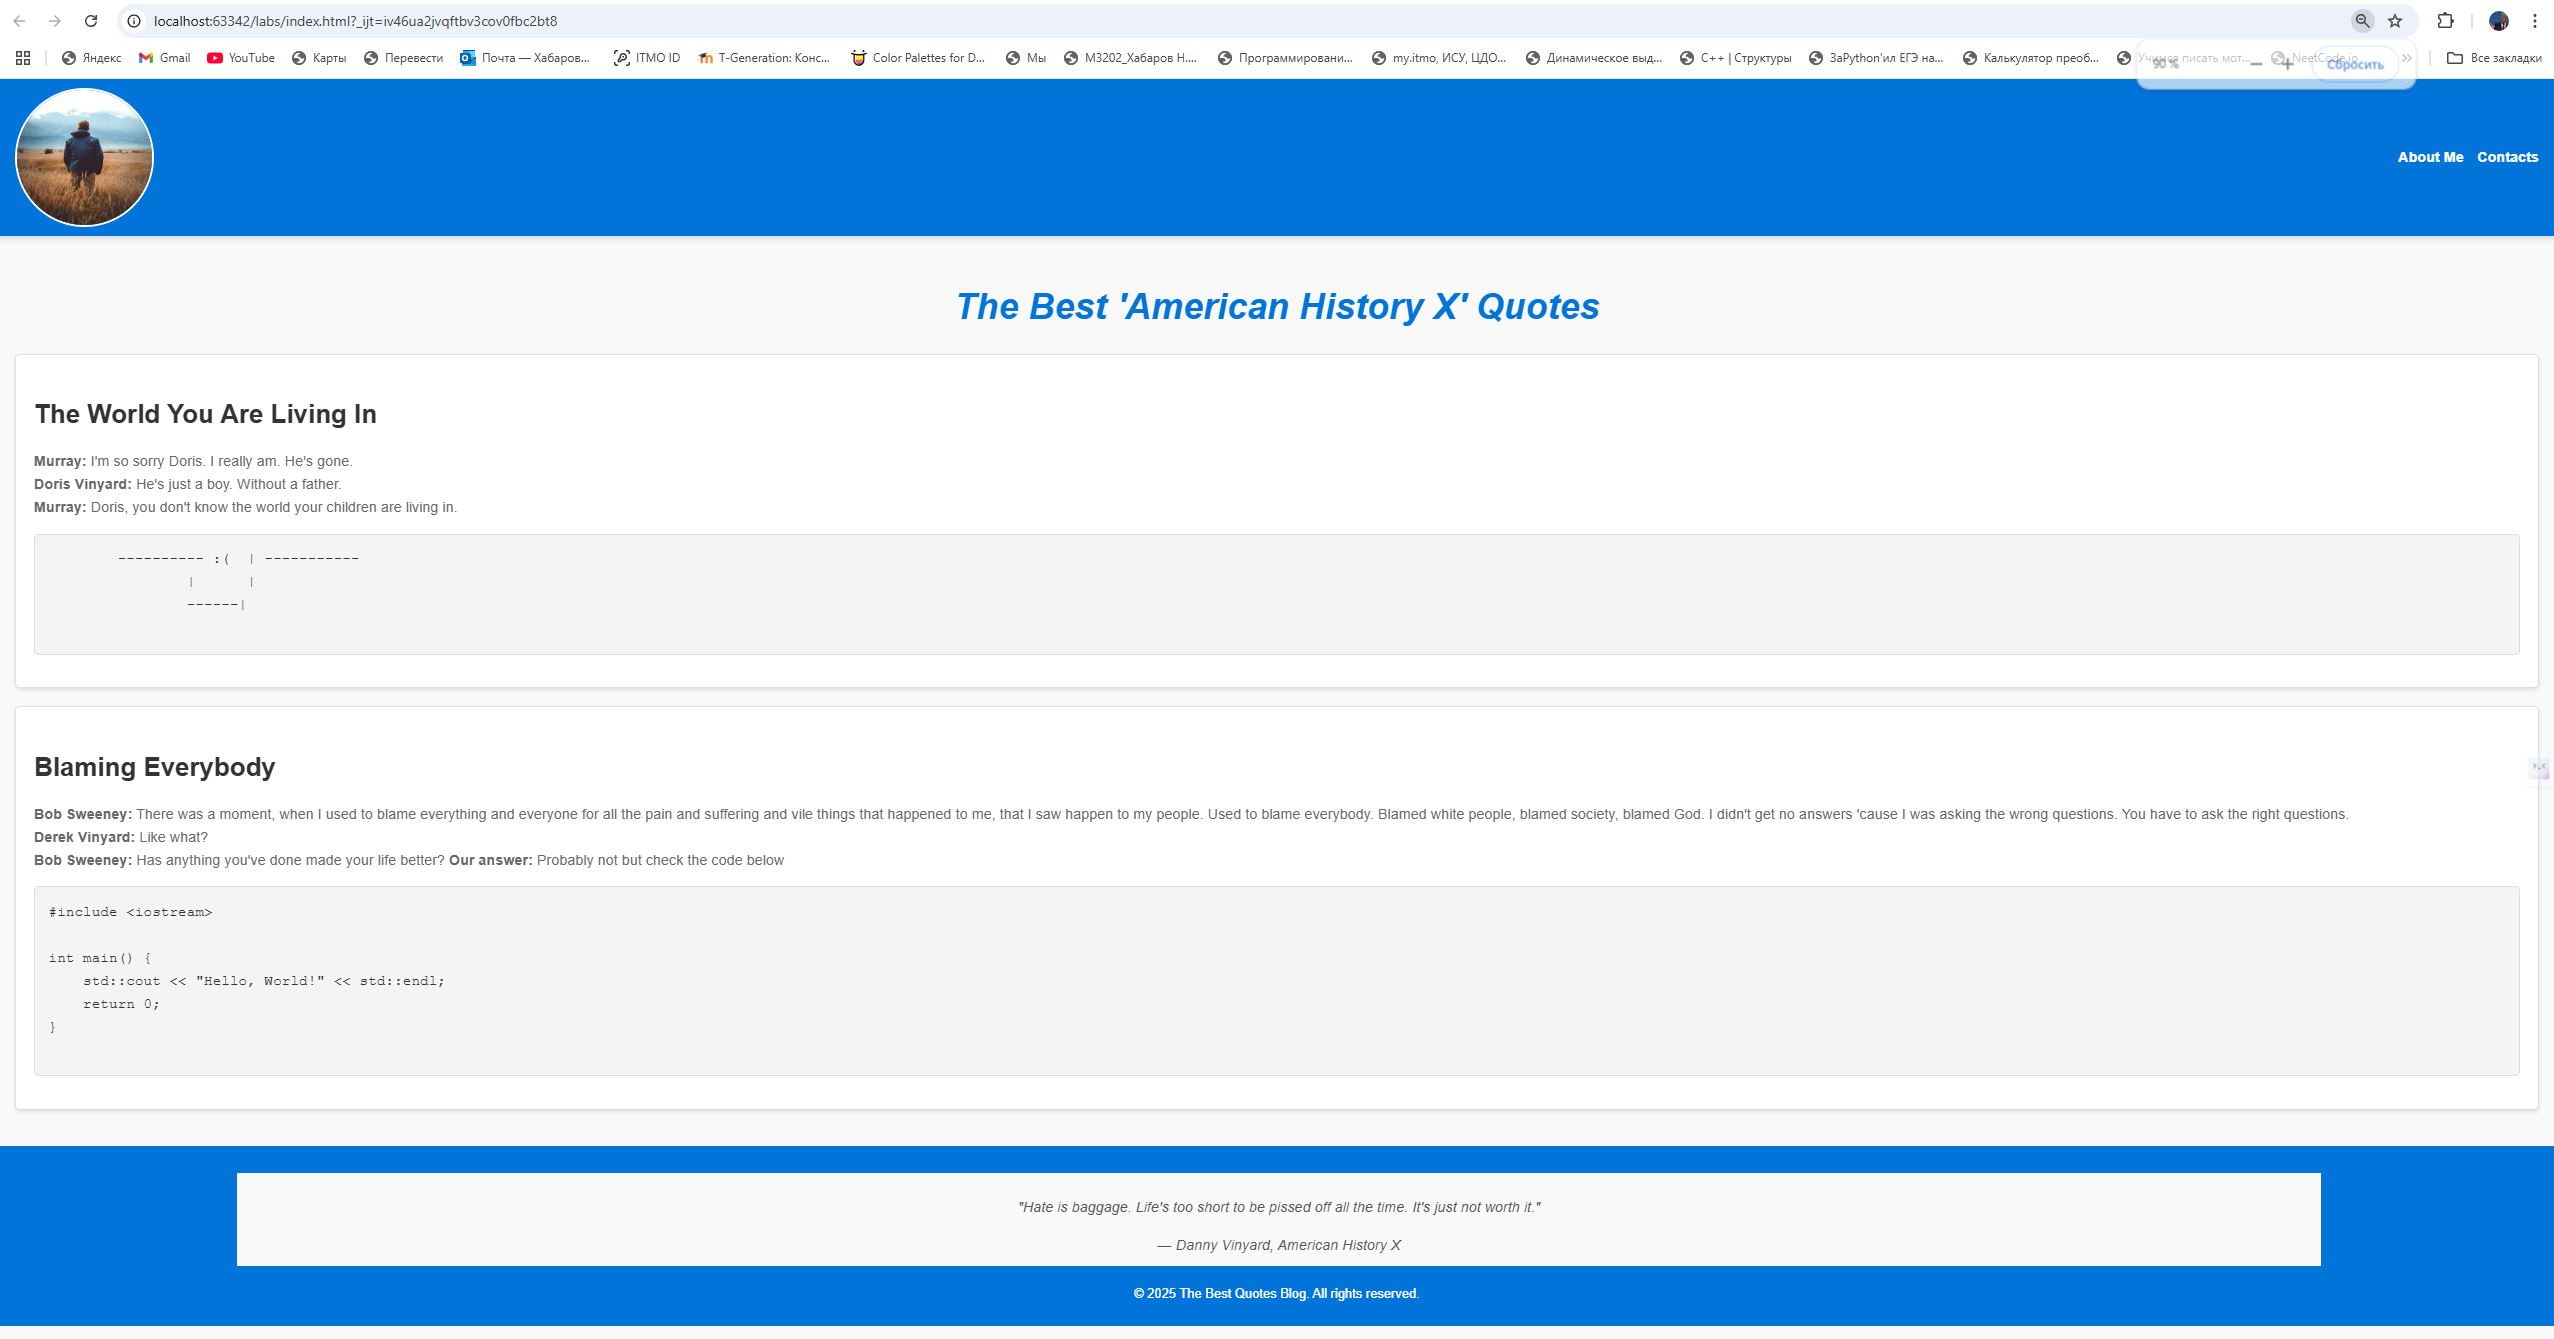 localhost:63342/labs/index.html?_ijt=iv46ua2jvqftbv3cov0fbc2bt8
Яндекс Gmail YouTube Карты Перевести Почта — Хабаров... ITMO ID T-Generation: Конс... Color Palettes for D... Мы M3202_Хабаров Н.... Программировани... my.itmo, ИСУ, ЦДО... Динамическое выд... C++ | Структуры ЗаPython'ил ЕГЭ на... Калькулятор преоб... Учимся писать мот... NeetCode.io Все закладки
90 % Сбросить
About Me Contacts
The Best 'American History X' Quotes
The World You Are Living In
Murray: I'm so sorry Doris. I really am. He's gone.
Doris Vinyard: He's just a boy. Without a father.
Murray: Doris, you don't know the world your children are living in.
---------- :(  | -----------
|      |
------|
Blaming Everybody
Bob Sweeney: There was a moment, when I used to blame everything and everyone for all the pain and suffering and vile things that happened to me, that I saw happen to my people. Used to blame everybody. Blamed white people, blamed society, blamed God. I didn't get no answers 'cause I was asking the wrong questions. You have to ask the right questions.
Derek Vinyard: Like what?
Bob Sweeney: Has anything you've done made your life better? Our answer: Probably not but check the code below
#include <iostream>
int main() {
    std::cout << "Hello, World!" << std::endl;
    return 0;
}
"Hate is baggage. Life's too short to be pissed off all the time. It's just not worth it."
— Danny Vinyard, American History X
© 2025 The Best Quotes Blog. All rights reserved.